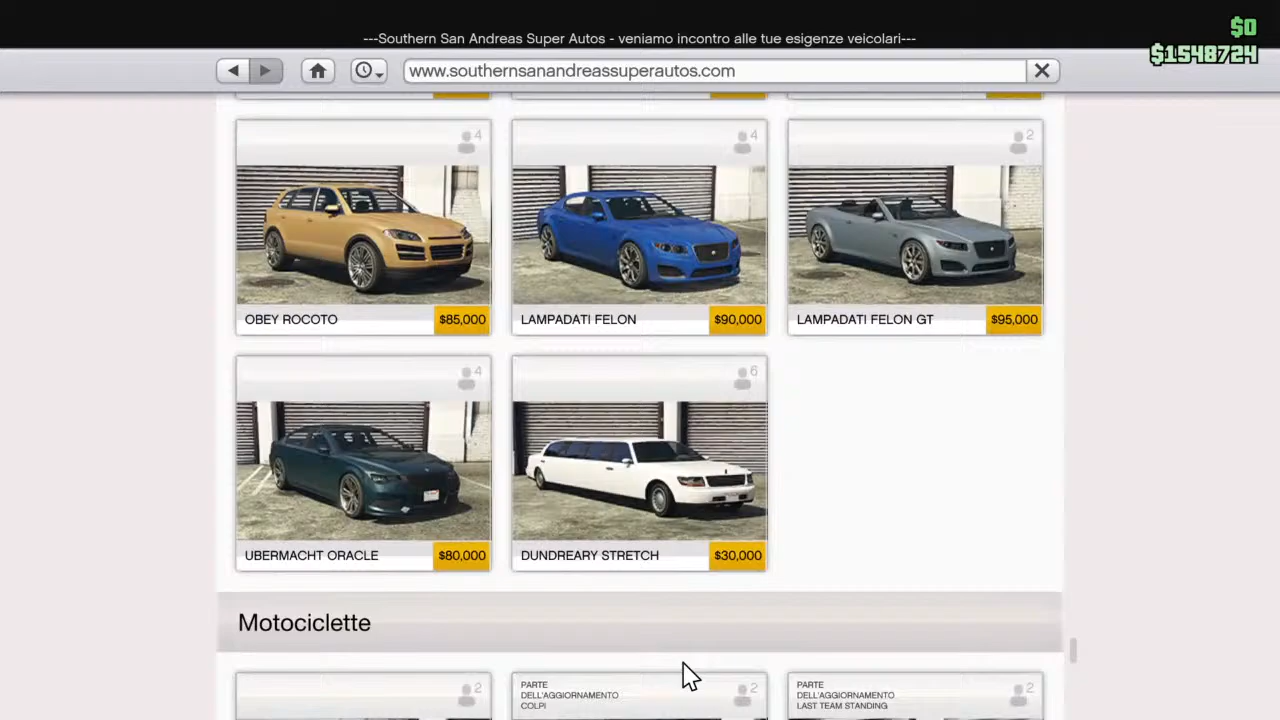 $0
---Southern San Andreas Super Autos - veniamo incontro alle tue esigenze veicolari---
$1548724
www.southernsanandreassuperautos.com
4
4
2
OBEY ROCOTO $85,000
LAMPADATI FELON $90,000
LAMPADATI FELON GT $95,000
4
6
UBERMACHT ORACLE $80,000
DUNDREARY STRETCH $30,000
Motociclette
2
PARTE
DELL'AGGIORNAMENTO
COLPI
2
PARTE
DELL'AGGIORNAMENTO
LAST TEAM STANDING
2